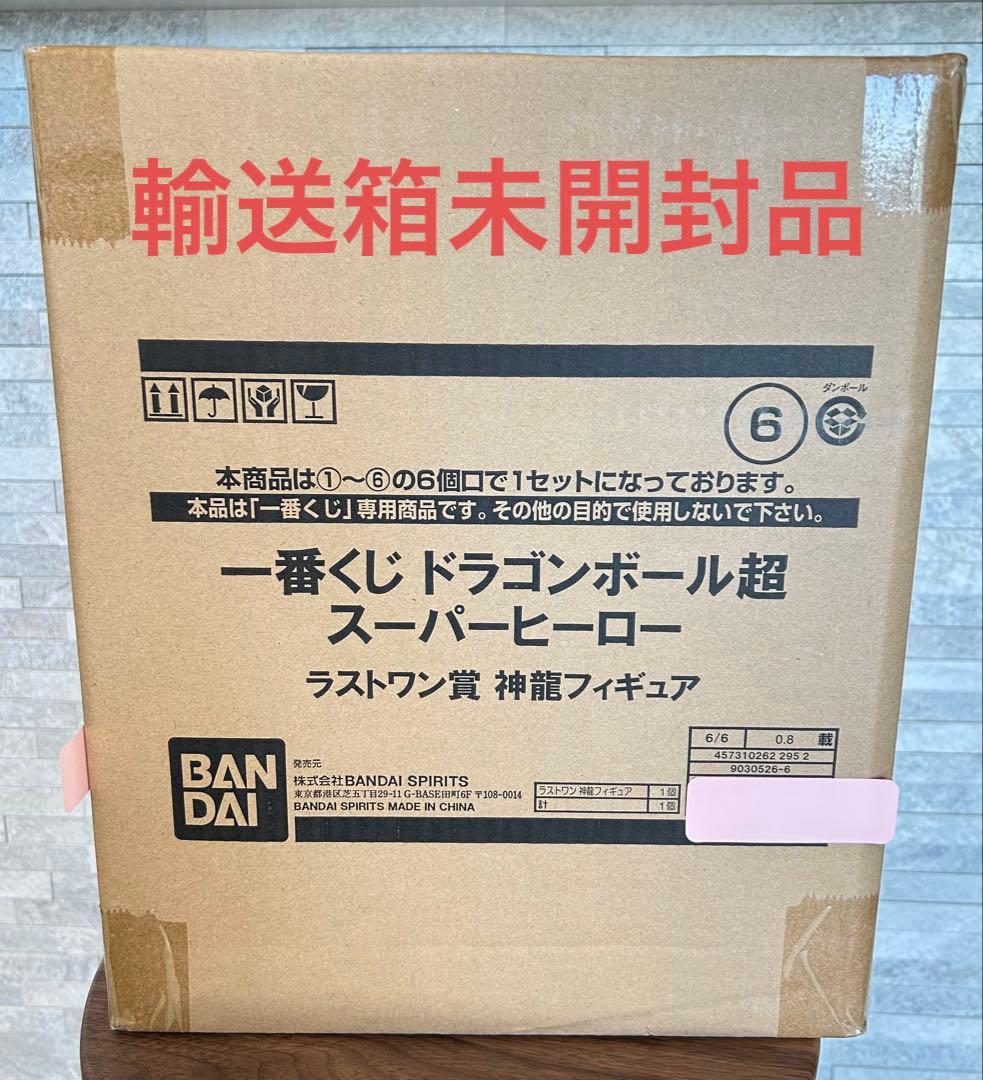 輸送箱未開封品
ダンボール
6
本商品は①〜⑥の6個口で1セットになっております。
本品は「一番くじ」専用商品です。その他の目的で使用しないで下さい。
一番くじ ドラゴンボール超
スーパーヒーロー
ラストワン賞 神龍フィギュア
BAN
DAI
発売元
株式会社BANDAI SPIRITS
東京都港区芝五丁目29-11 G-BASE田町6F 〒108-0014
BANDAI SPIRITS MADE IN CHINA
ラストワン 神龍フィギュア 1個
計 1個
6/6 0.8 載
457310262 295 2
9030526-6